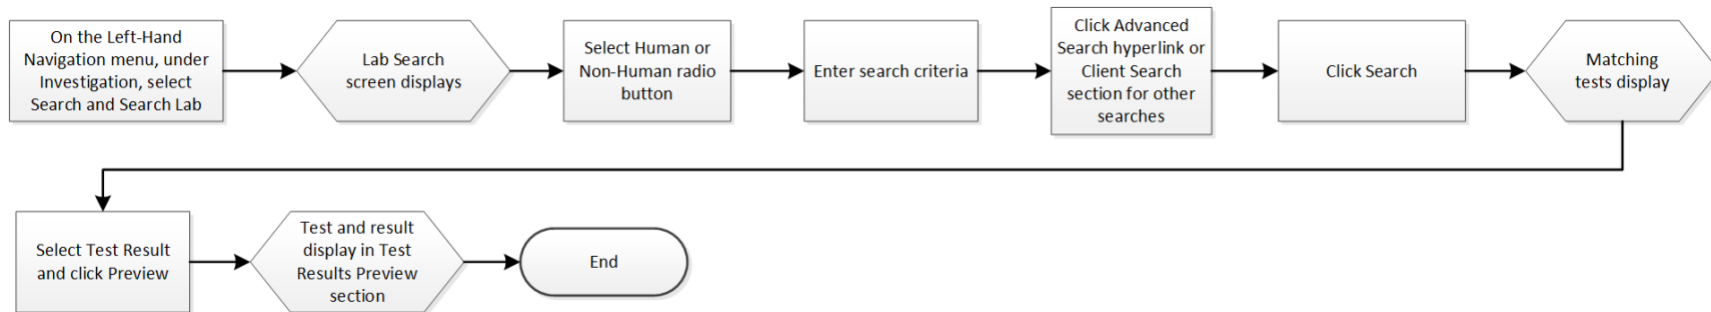 On the Left-Hand
Navigation menu, under
Investigation, select
Search and Search Lab
Lab Search
screen displays
Select Human or
Non-Human radio
button
Enter search criteria
Click Advanced
Search hyperlink or
Client Search
section for other
searches
Click Search
Matching
tests display
Select Test Result
and click Preview
Test and result
display in Test
Results Preview
section
End